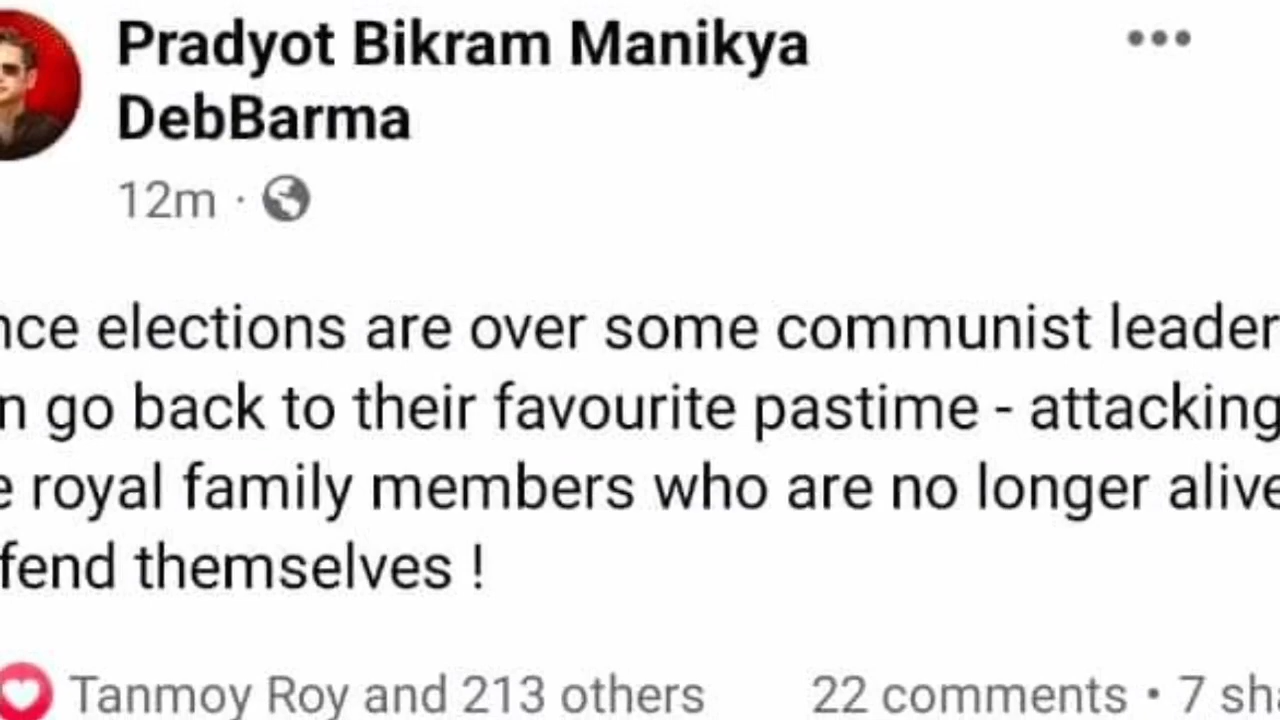 Pradyot Bikram Manikya
DebBarma
12m ·
nce elections are over some communist leader
n go back to their favourite pastime - attacking
e royal family members who are no longer alive
fend themselves !
Tanmoy Roy and 213 others 22 comments • 7 sha